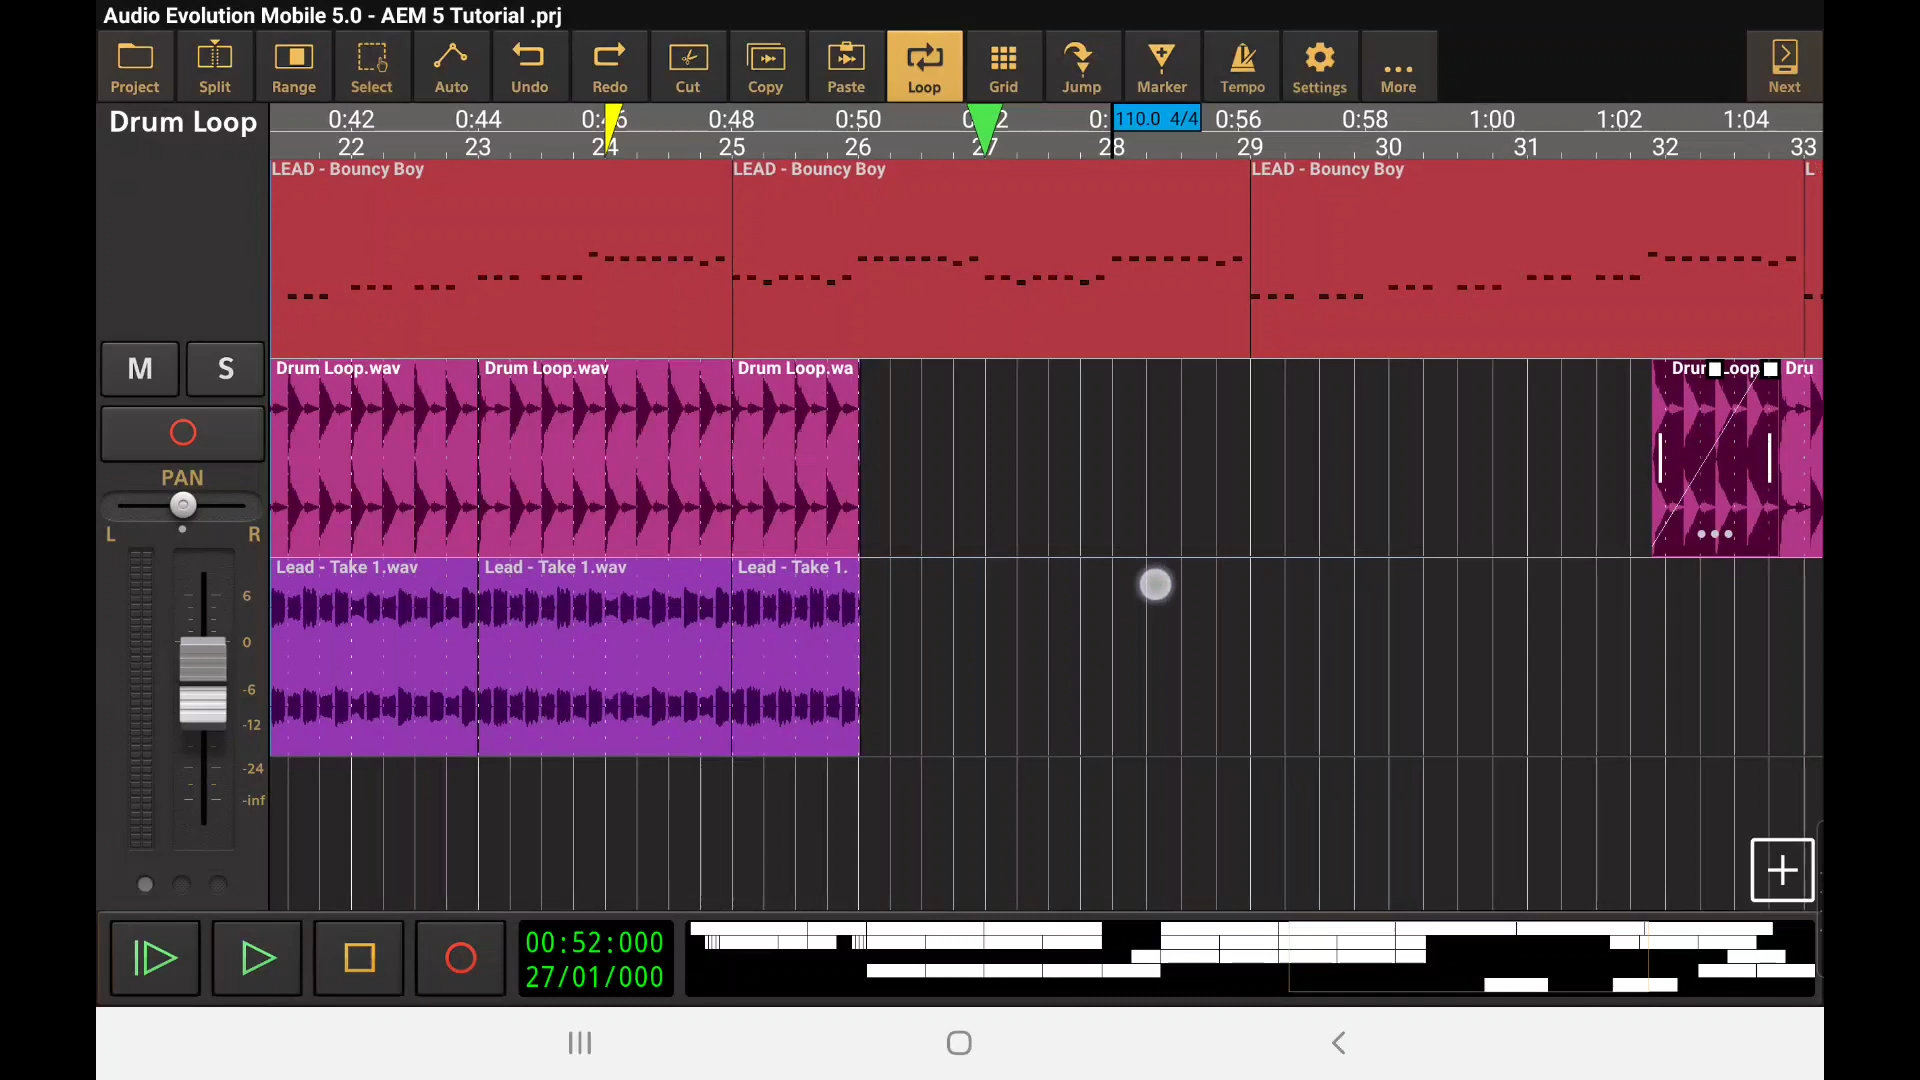 Audio Evolution Mobile 5.0 - AEM 5 Tutorial .prj
Project Split Range Select Auto Undo Redo Cut Copy Paste Loop Grid Jump Marker Tempo Settings More Next
Drum Loop
0:42 0:44 0:46 0:48 0:50 0:52 0: 110.0 4/4 0:56 0:58 1:00 1:02 1:04
22 23 24 25 26 27 28 29 30 31 32 33
LEAD - Bouncy Boy LEAD - Bouncy Boy LEAD - Bouncy Boy L
M S
Drum Loop.wav Drum Loop.wav Drum Loop.wa Drum Loop Dru
PAN
L R
Lead - Take 1.wav Lead - Take 1.wav Lead - Take 1.
6
0
-6
-12
-24
-inf
00:52:000
27/01/000